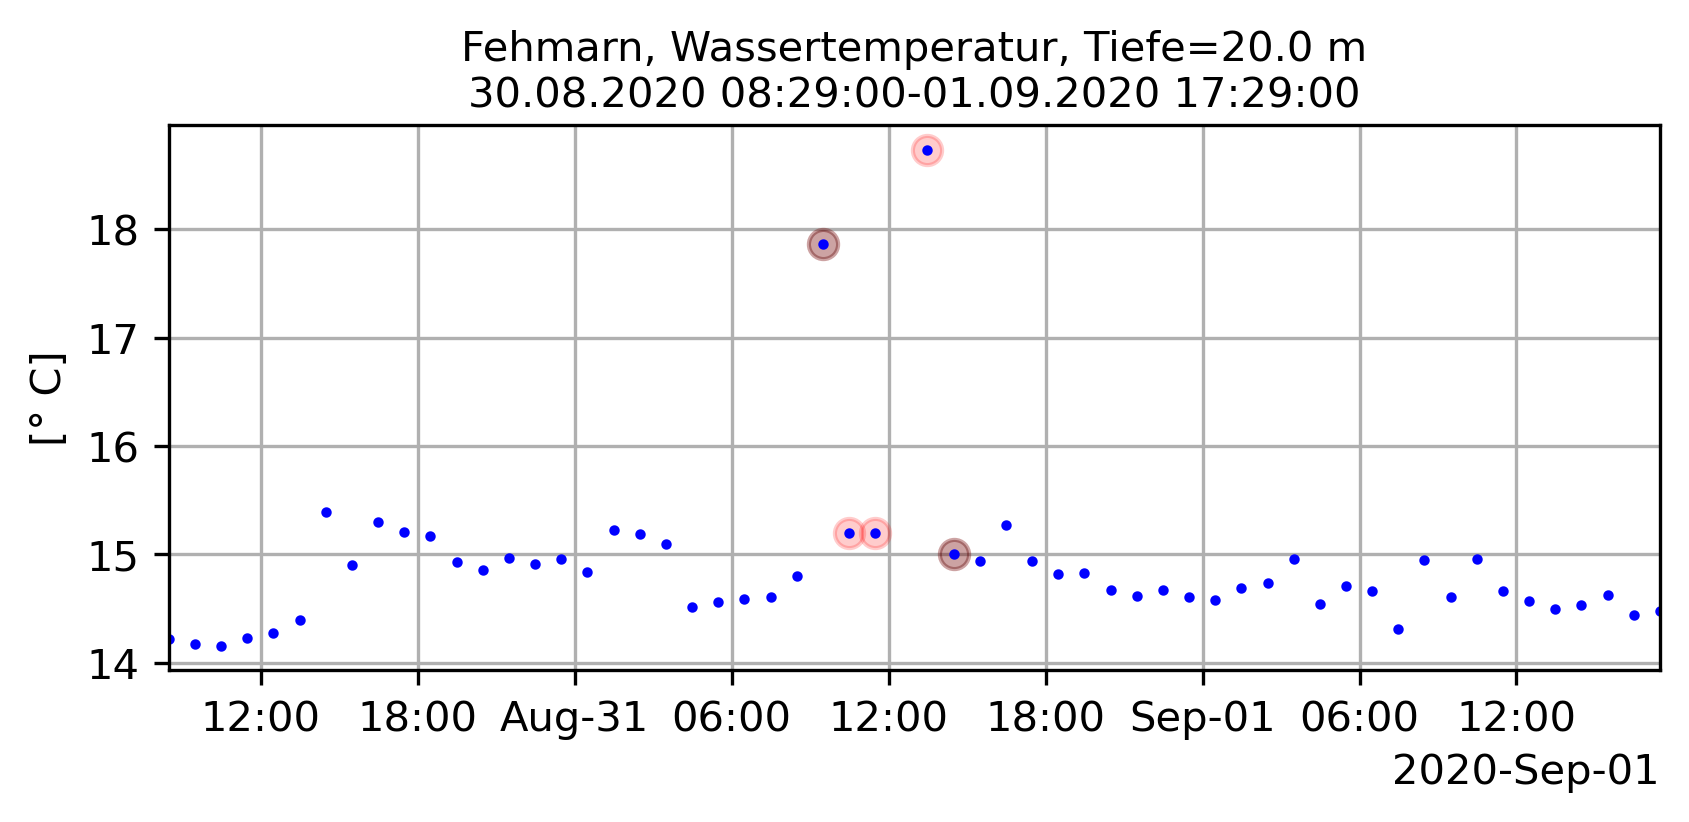 Fehmarn, Wassertemperatur, Tiefe=20.0 m
30.08.2020 08:29:00-01.09.2020 17:29:00
[° C]
18
17
16
15
14
12:00 18:00 Aug-31 06:00 12:00 18:00 Sep-01 06:00 12:00
2020-Sep-01